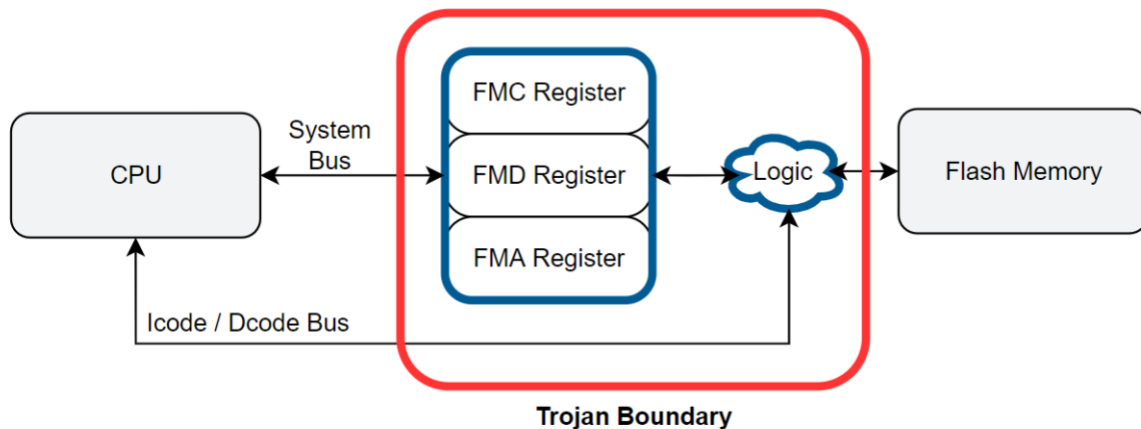 CPU
System
Bus
FMC Register
FMD Register
FMA Register
Logic
Flash Memory
Icode / Dcode Bus
Trojan Boundary